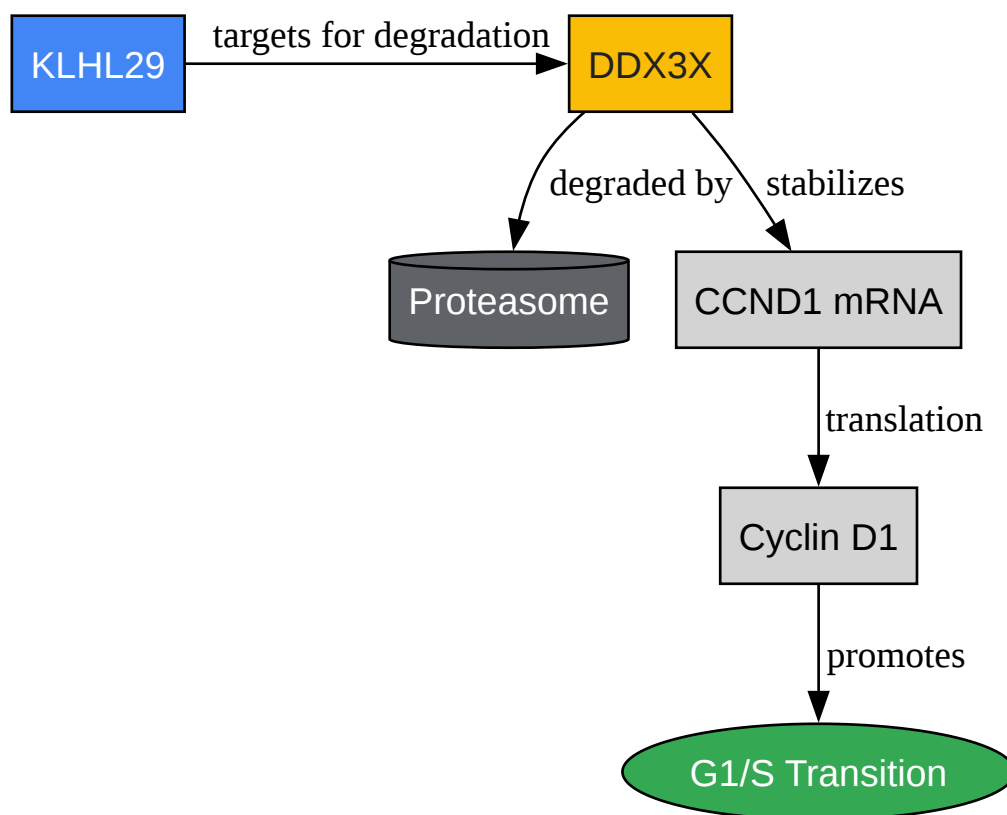 KLHL29
targets for degradation
DDX3X
degraded by
stabilizes
Proteasome
CCND1 mRNA
translation
Cyclin D1
promotes
G1/S Transition